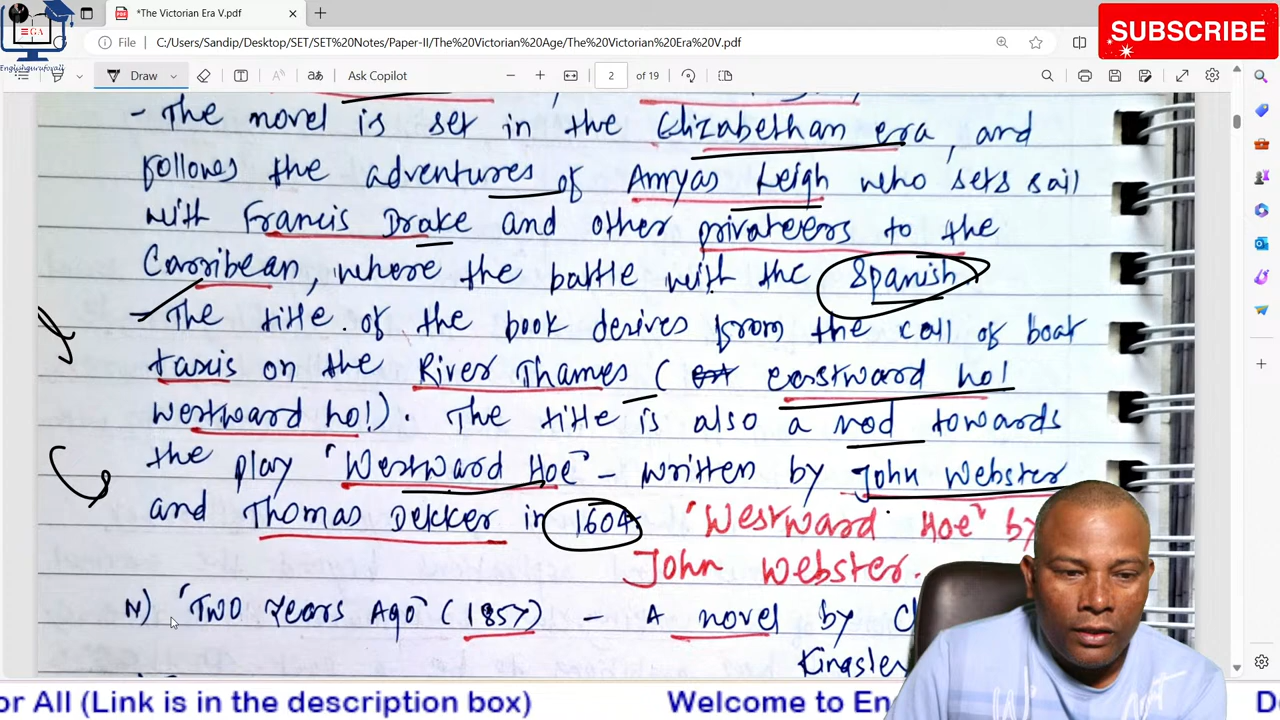 *The Victorian Era V.pdf
SUBSCRIBE
EGA
Englishguruforall
File C:/Users/Sandip/Desktop/SET/SET%20Notes/Paper-II/The%20Victorian%20Age/The%20Victorian%20Era%20V.pdf
Draw Ask Copilot 2 of 19
- The novel is set in the Elizabethan era, and
follows the adventures of Amyas Leigh who sets sail
with Francis Drake and other privateers to the
Carribean, where the battle with the Spanish.
- The title of the book derives from the call of boat
taxis on the River Thames ( eastward ho!
westward ho!). The title is also a nod towards
the play "Westward Hoe" - written by John Webster
and Thomas Dekker in 1604.
"Westward Hoe" by
John Webster.
N) "Two Years Ago" (1857) - A novel by
Kingsley
or All (Link is in the description box) Welcome to En